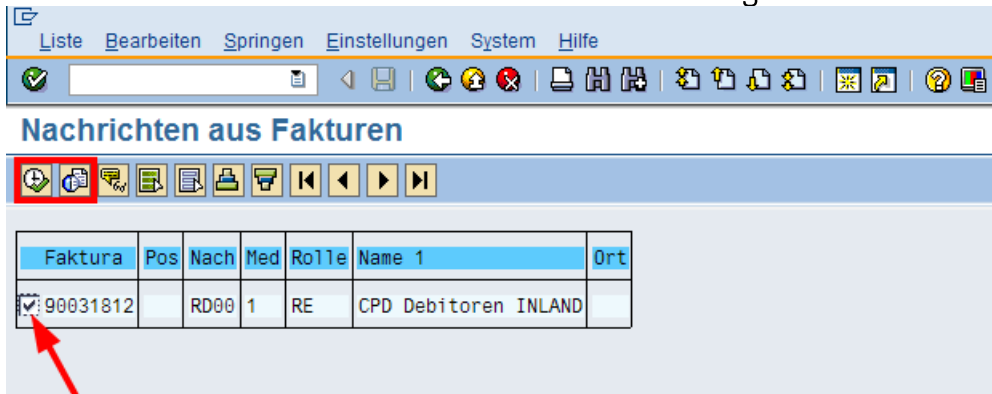 Liste Bearbeiten Springen Einstellungen System Hilfe
Nachrichten aus Fakturen
Faktura Pos Nach Med Rolle Name 1 Ort
90031812 RD00 1 RE CPD Debitoren INLAND